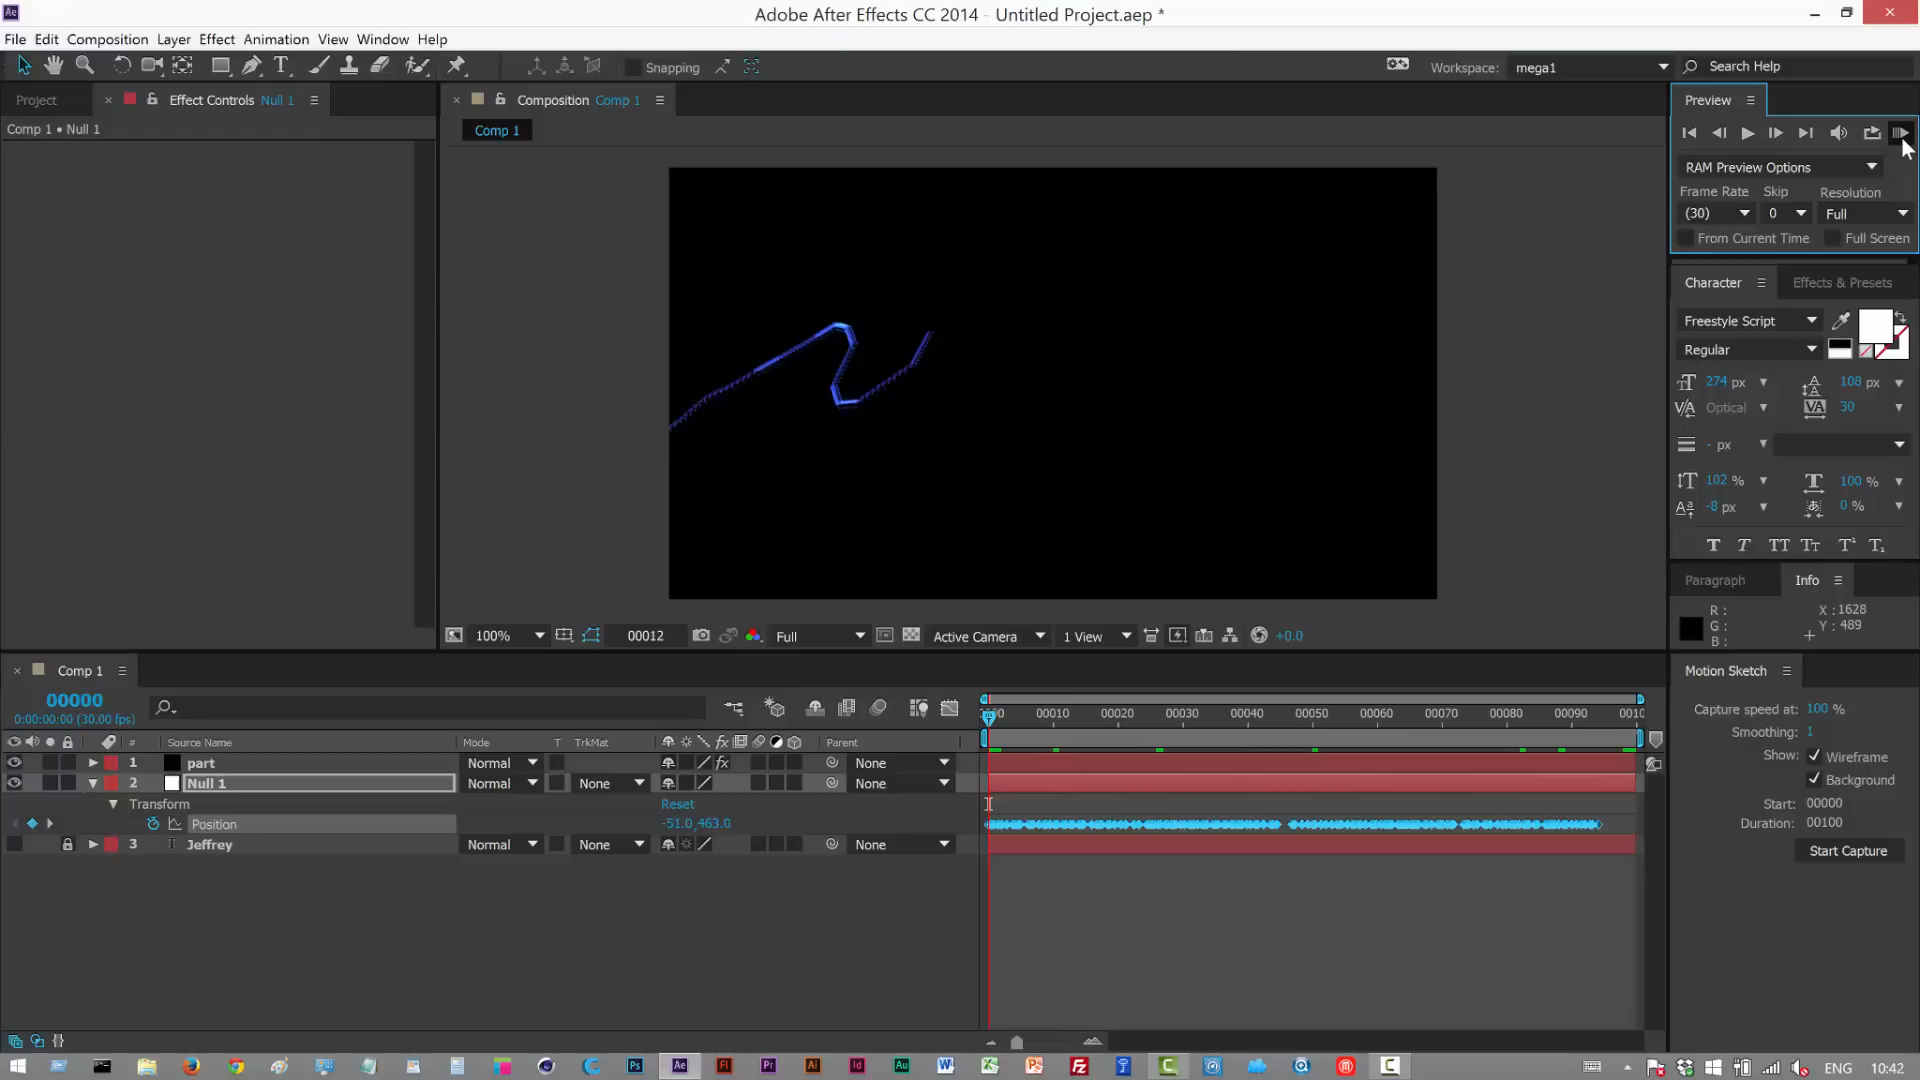 Adobe After Effects CC 2014 - Untitled Project.aep *
File Edit Composition Layer Effect Animation View Window Help
Snapping
Workspace: mega1
Search Help
Project
Effect Controls Null 1
Composition Comp 1
Preview
Comp 1 • Null 1
Comp 1
RAM Preview Options
Frame Rate Skip Resolution
(30) 0 Full
From Current Time Full Screen
Character Effects & Presets
Freestyle Script
Regular
274 px 108 px
Optical 30
- px
102 % 100 %
-8 px 0 %
Paragraph Info
R : X : 1628
G : Y : 489
B :
100% 00012 Full Active Camera 1 View +0.0
Comp 1
Motion Sketch
00000
0:00:00:00 (30.00 fps)
00010 00020 00030 00040 00050 00060 00070 00080 00090 0010
# Source Name Mode T TrkMat Parent
1 part Normal None
2 Null 1 Normal None None
Transform Reset
Position -51.0,463.0
3 Jeffrey Normal None None
Capture speed at: 100 %
Smoothing: 1
Show: Wireframe
Background
Start: 00000
Duration: 00100
Start Capture
ENG 10:42